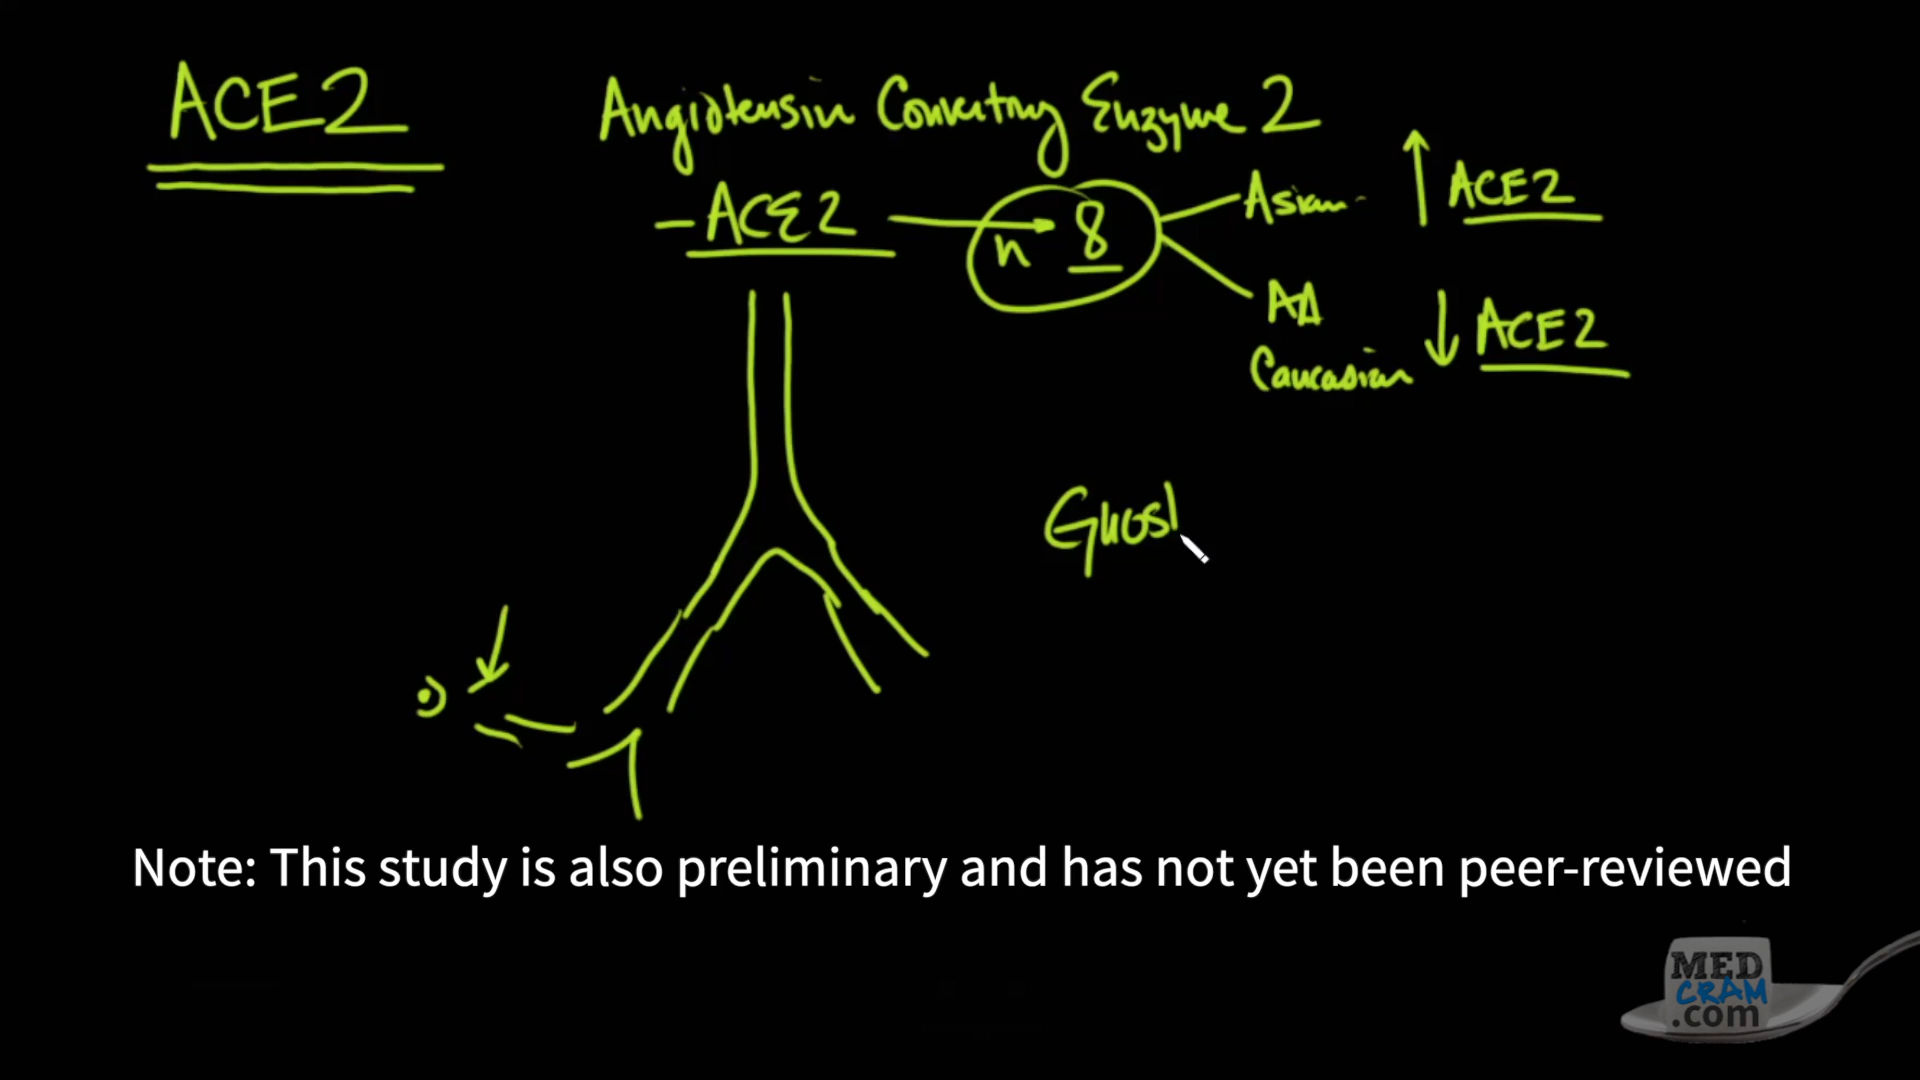 ACE2
Angiotensin Converting Enzyme 2
- ACE2 → n 8
Asian ↑ ACE2
AA
Caucasian ↓ ACE2
Ghost
Note: This study is also preliminary and has not yet been peer-reviewed
MED
CRAM
.com